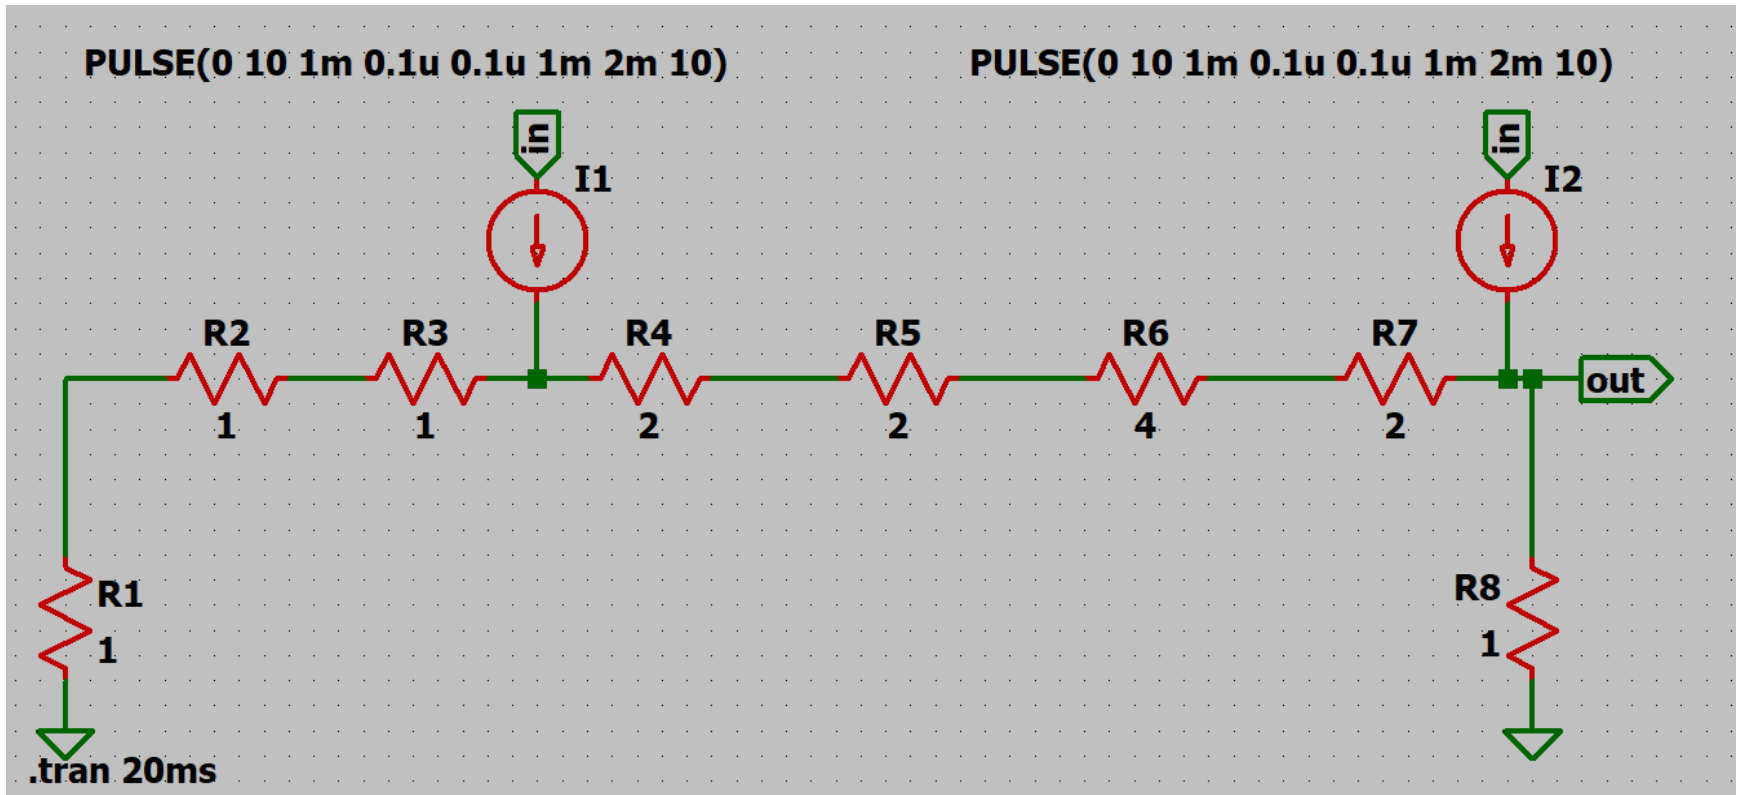 PULSE(0 10 1m 0.1u 0.1u 1m 2m 10)
PULSE(0 10 1m 0.1u 0.1u 1m 2m 10)
in
in
I1
I2
R2
R3
R4
R5
R6
R7
out
1
1
2
2
4
2
R1
1
R8
1
.tran 20ms